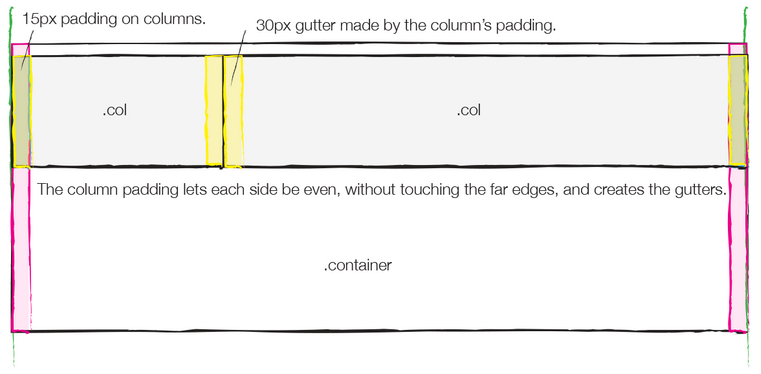 15px padding on columns.
30px gutter made by the column’s padding.
.col
.col
The column padding lets each side be even, without touching the far edges, and creates the gutters.
.container